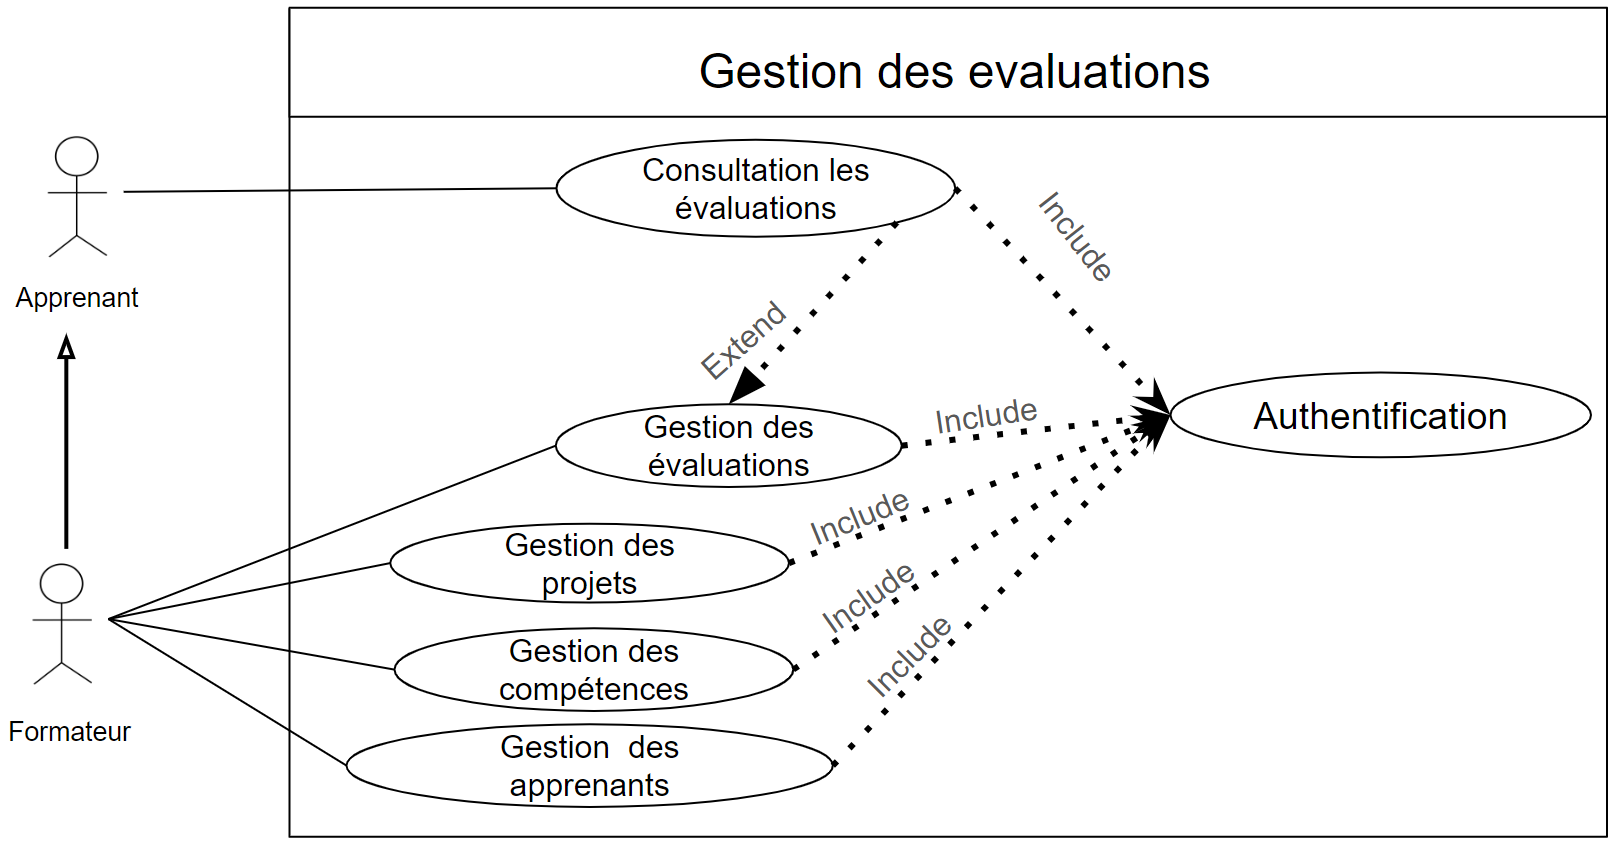 Gestion des evaluations
Consultation les
évaluations
Include
Apprenant
Extend
Gestion des
évaluations
Include
Authentification
Include
Gestion des
projets
Include
Gestion des
compétences
Include
Formateur
Gestion  des
apprenants